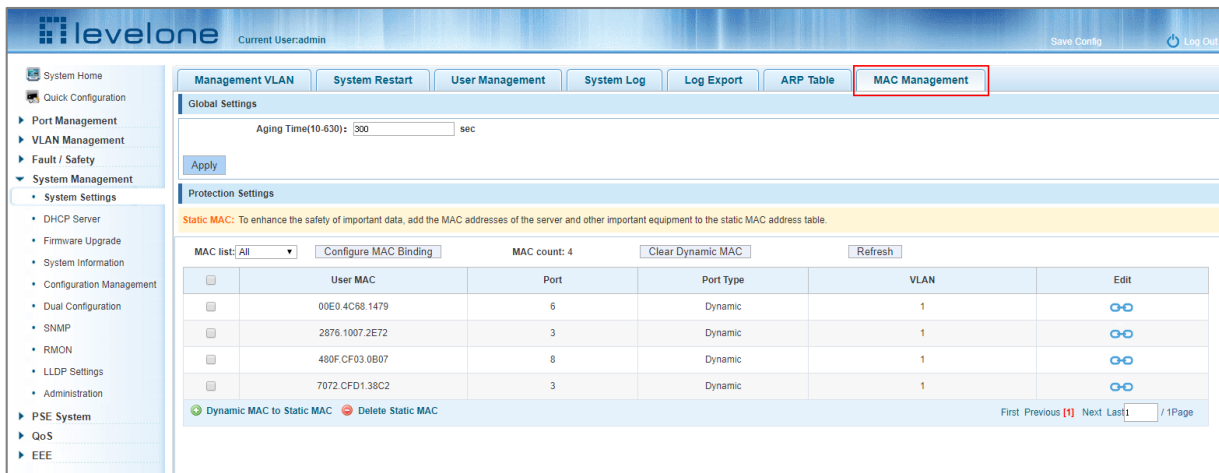 levelone Current User:admin Save Config Log Out
System Home
Quick Configuration
Port Management
VLAN Management
Fault / Safety
System Management
System Settings
DHCP Server
Firmware Upgrade
System Information
Configuration Management
Dual Configuration
SNMP
RMON
LLDP Settings
Administration
PSE System
QoS
EEE
Management VLAN System Restart User Management System Log Log Export ARP Table MAC Management
Global Settings
Aging Time(10-630): 300 sec
Apply
Protection Settings
Static MAC: To enhance the safety of important data, add the MAC addresses of the server and other important equipment to the static MAC address table.
MAC list: All Configure MAC Binding MAC count: 4 Clear Dynamic MAC Refresh
User MAC Port Port Type VLAN Edit
00E0.4C68.1479 6 Dynamic 1
2876.1007.2E72 3 Dynamic 1
480F.CF03.0B07 8 Dynamic 1
7072.CFD1.38C2 3 Dynamic 1
Dynamic MAC to Static MAC Delete Static MAC First Previous [1] Next Last 1 / 1Page